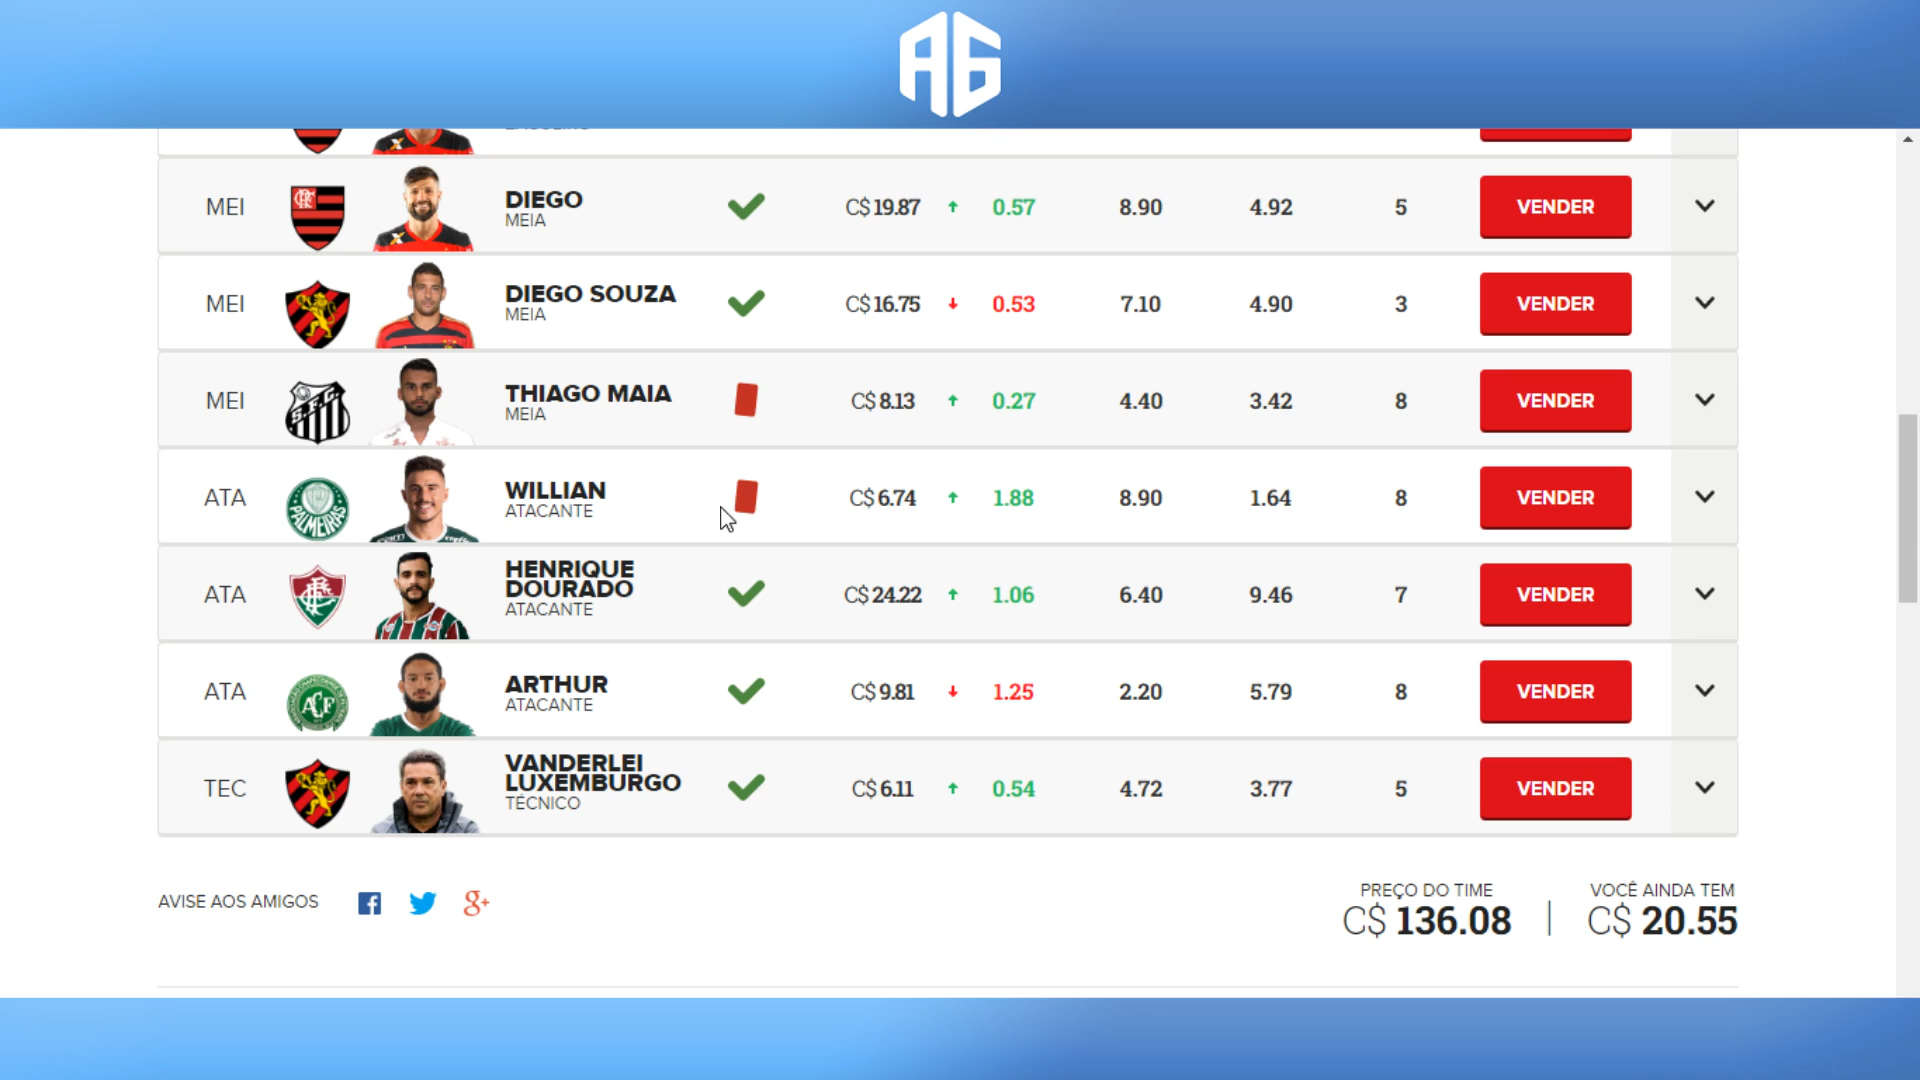 AG
MEI DIEGO C$ 19.87 0.57 8.90 4.92 5 VENDER
MEIA
MEI DIEGO SOUZA C$ 16.75 0.53 7.10 4.90 3 VENDER
MEIA
MEI THIAGO MAIA C$ 8.13 0.27 4.40 3.42 8 VENDER
MEIA
ATA WILLIAN C$ 6.74 1.88 8.90 1.64 8 VENDER
ATACANTE
PALMEIRAS
HENRIQUE
ATA DOURADO C$ 24.22 1.06 6.40 9.46 7 VENDER
ATACANTE
ATA ARTHUR C$ 9.81 1.25 2.20 5.79 8 VENDER
ATACANTE
VANDERLEI
TEC LUXEMBURGO C$ 6.11 0.54 4.72 3.77 5 VENDER
TÉCNICO
AVISE AOS AMIGOS
PREÇO DO TIME VOCÊ AINDA TEM
C$ 136.08 C$ 20.55